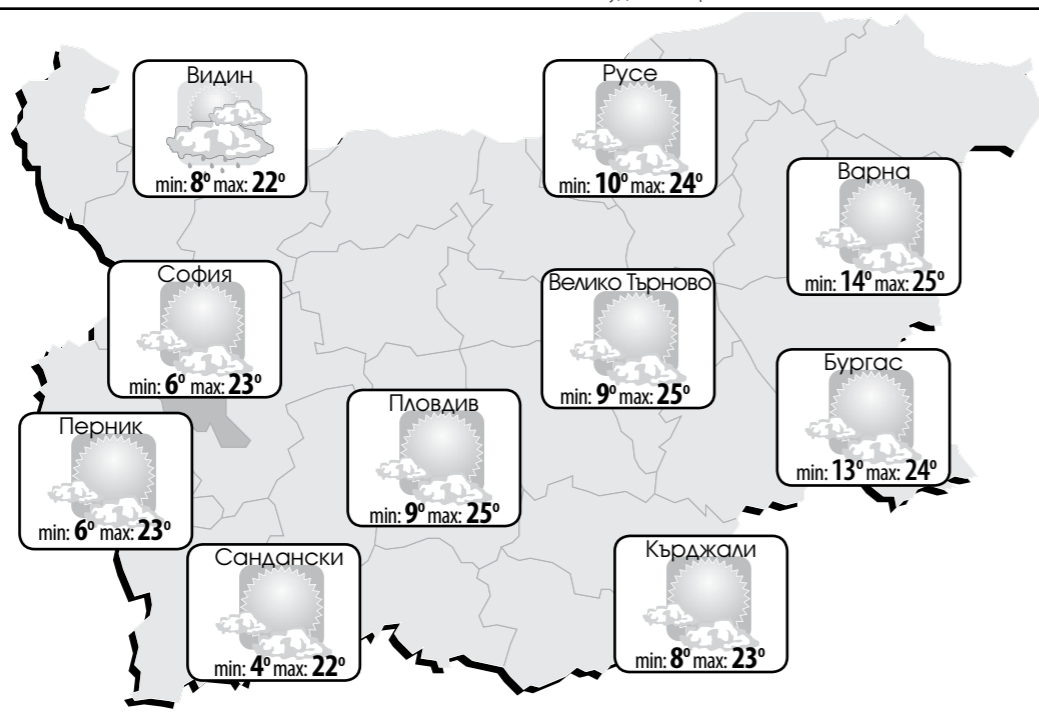 Видин
min: 8° max: 22°
Русе
min: 10° max: 24°
Варна
min: 14° max: 25°
София
min: 6° max: 23°
Велико Търново
min: 9° max: 25°
Бургас
min: 13° max: 24°
Пловдив
min: 9° max: 25°
Перник
min: 6° max: 23°
Сандански
min: 4° max: 22°
Кърджали
min: 8° max: 23°